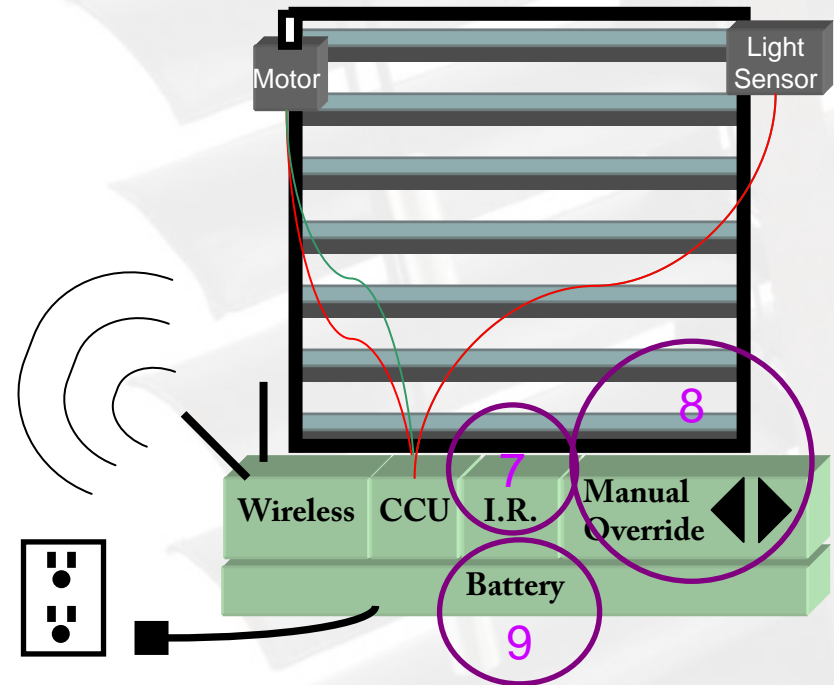 Motor
Light
Sensor
8
7
Wireless
CCU
I.R.
Manual
Override
Battery
9